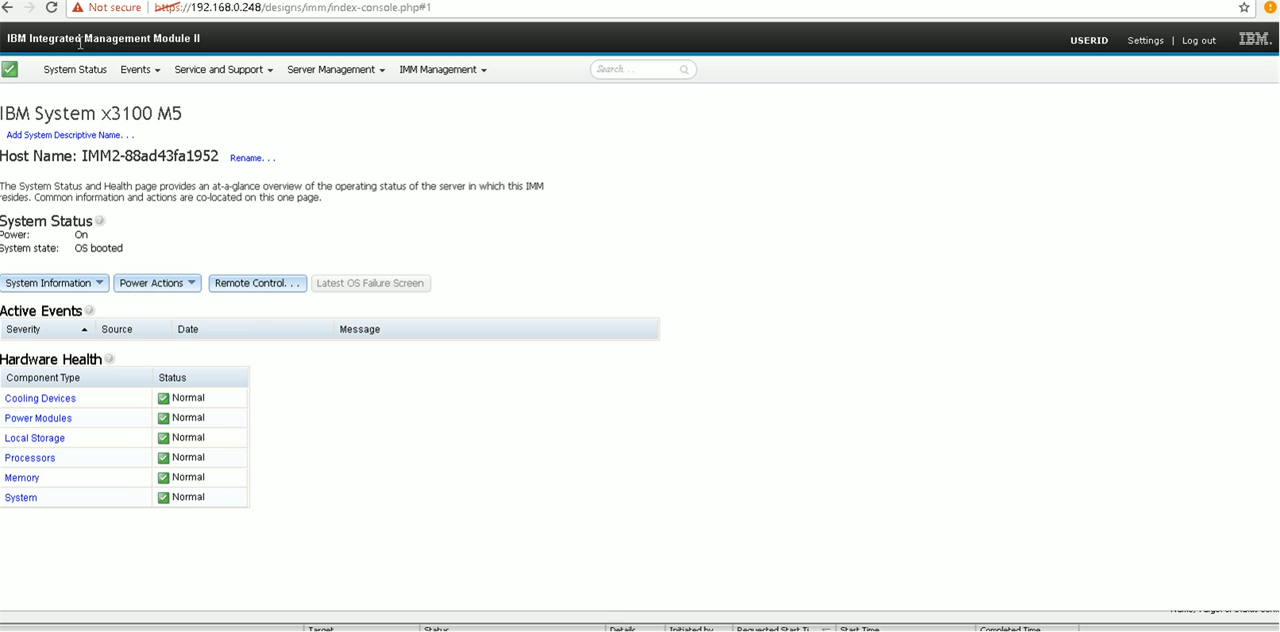 Not secure | https://192.168.0.248/designs/imm/index-console.php#1
IBM Integrated Management Module II
USERID Settings | Log out IBM.
System Status Events Service and Support Server Management IMM Management Search...
IBM System x3100 M5
Add System Descriptive Name...
Host Name: IMM2-88ad43fa1952 Rename...
The System Status and Health page provides an at-a-glance overview of the operating status of the server in which this IMM
resides. Common information and actions are co-located on this one page.
System Status
Power: On
System state: OS booted
System Information Power Actions Remote Control... Latest OS Failure Screen
Active Events
Severity Source Date Message
Hardware Health
Component Type Status
Cooling Devices Normal
Power Modules Normal
Local Storage Normal
Processors Normal
Memory Normal
System Normal
Target Status Details Initiated by Requested Start Ti Start Time Completed Time